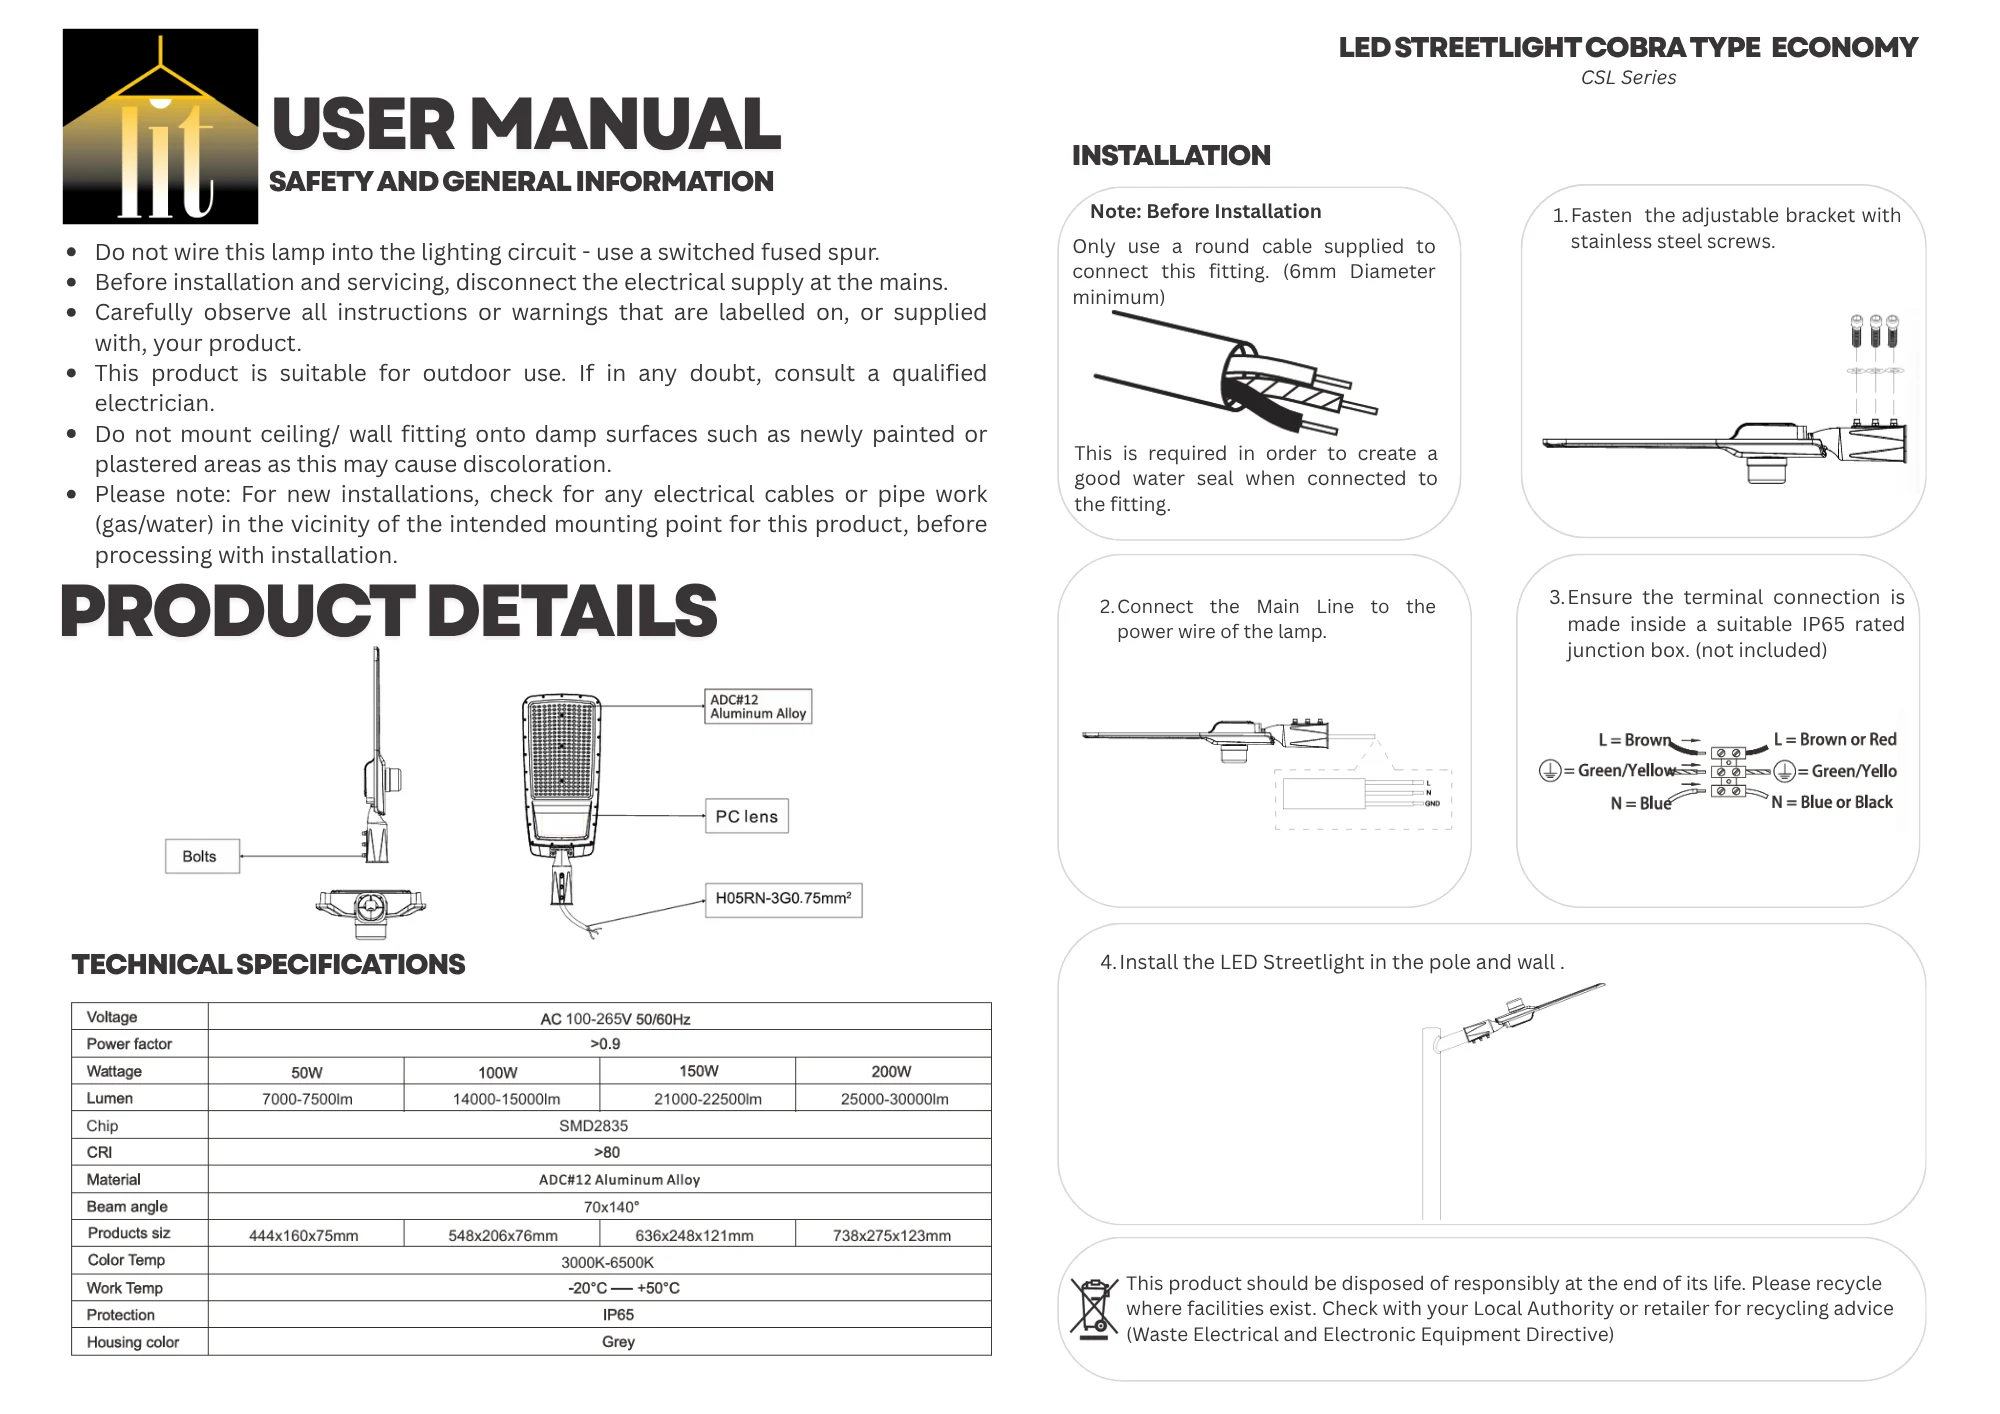 lit
USER MANUAL
SAFETY AND GENERAL INFORMATION
• Do not wire this lamp into the lighting circuit - use a switched fused spur.
• Before installation and servicing, disconnect the electrical supply at the mains.
• Carefully observe all instructions or warnings that are labelled on, or supplied
with, your product.
• This product is suitable for outdoor use. If in any doubt, consult a qualified
electrician.
• Do not mount ceiling/ wall fitting onto damp surfaces such as newly painted or
plastered areas as this may cause discoloration.
• Please note: For new installations, check for any electrical cables or pipe work
(gas/water) in the vicinity of the intended mounting point for this product, before
processing with installation.
PRODUCT DETAILS
ADC#12
Aluminum Alloy
PC lens
Bolts
H05RN-3G0.75mm²
TECHNICAL SPECIFICATIONS
Voltage AC 100-265V 50/60Hz
Power factor >0.9
Wattage 50W 100W 150W 200W
Lumen 7000-7500lm 14000-15000lm 21000-22500lm 25000-30000lm
Chip SMD2835
CRI >80
Material ADC#12 Aluminum Alloy
Beam angle 70x140°
Products siz 444x160x75mm 548x206x76mm 636x248x121mm 738x275x123mm
Color Temp 3000K-6500K
Work Temp -20°C — +50°C
Protection IP65
Housing color Grey
LED STREETLIGHT COBRA TYPE ECONOMY
CSL Series
INSTALLATION
Note: Before Installation
Only use a round cable supplied to
connect this fitting. (6mm Diameter
minimum)
This is required in order to create a
good water seal when connected to
the fitting.
1. Fasten the adjustable bracket with
stainless steel screws.
2. Connect the Main Line to the
power wire of the lamp.
L
N
GND
3. Ensure the terminal connection is
made inside a suitable IP65 rated
junction box. (not included)
L = Brown L = Brown or Red
= Green/Yellow = Green/Yello
N = Blue N = Blue or Black
4. Install the LED Streetlight in the pole and wall .
This product should be disposed of responsibly at the end of its life. Please recycle
where facilities exist. Check with your Local Authority or retailer for recycling advice
(Waste Electrical and Electronic Equipment Directive)